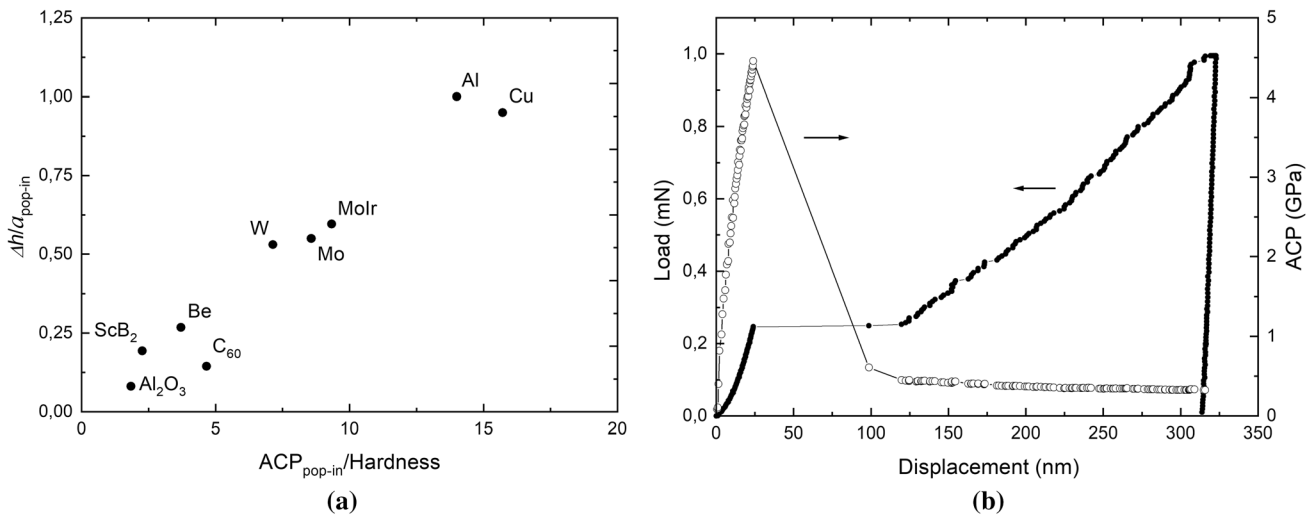 1,25
1,00
0,75
0,50
0,25
0,00
Δh/a_pop-in
Al
Cu
W
MoIr
Mo
Be
ScB₂
C₆₀
Al₂O₃
0
5
10
15
20
ACP_pop-in/Hardness
(a)
1,0
0,8
0,6
0,4
0,2
0,0
Load (mN)
5
4
3
2
1
0
ACP (GPa)
0
50
100
150
200
250
300
350
Displacement (nm)
(b)